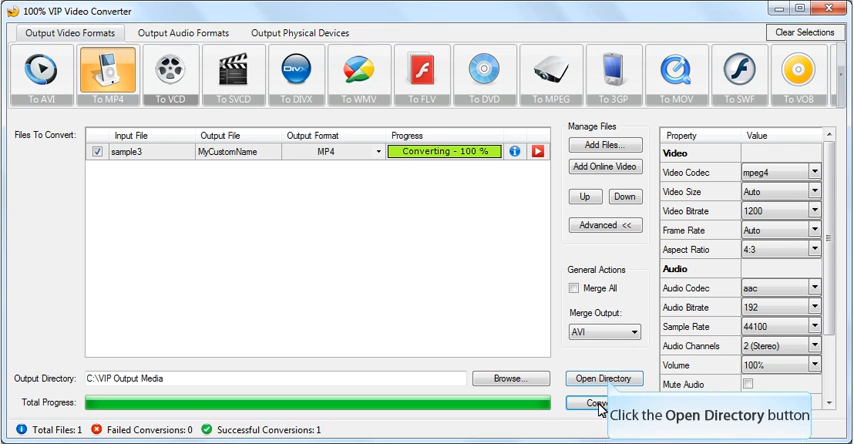 100% VIP Video Converter
Output Video Formats Output Audio Formats Output Physical Devices Clear Selections
To AVI To MP4 To VCD To SVCD To DIVX To WMV To FLV To DVD To MPEG To 3GP To MOV To SWF To VOB
Files To Convert:
Input File Output File Output Format Progress
sample3 MyCustomName MP4 Converting - 100 %
Manage Files
Add Files...
Add Online Video
Up Down
Advanced <<
General Actions
Merge All
Merge Output:
AVI
Property Value
Video
Video Codec mpeg4
Video Size Auto
Video Bitrate 1200
Frame Rate Auto
Aspect Ratio 4:3
Audio
Audio Codec aac
Audio Bitrate 192
Sample Rate 44100
Audio Channels 2 (Stereo)
Volume 100%
Mute Audio
Output Directory: C:\VIP Output Media Browse... Open Directory
Total Progress:
Click the Open Directory button
Total Files: 1 Failed Conversions: 0 Successful Conversions: 1